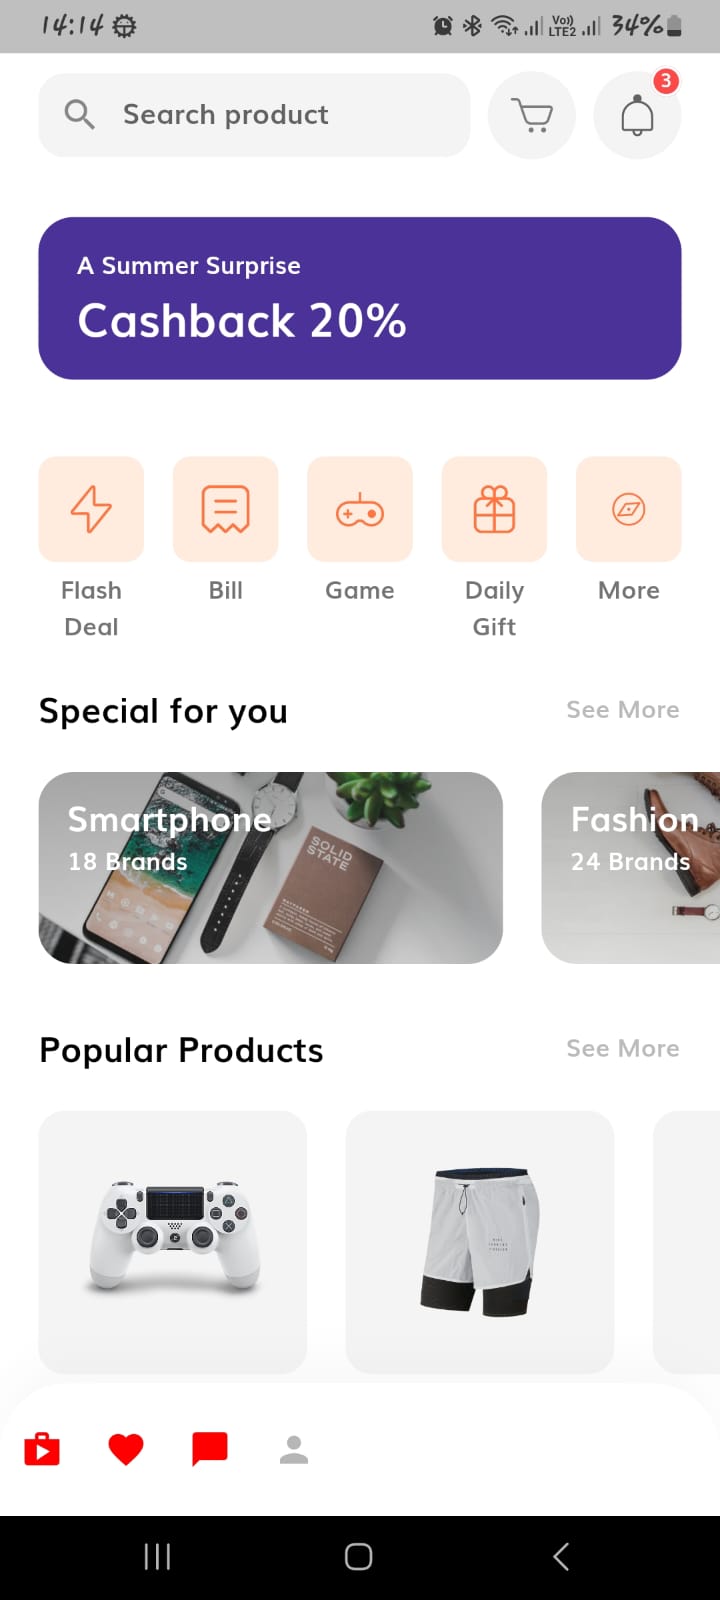 14:14
Vo))
LTE2
34%
Search product
3
A Summer Surprise
Cashback 20%
Flash
Deal
Bill
Game
Daily
Gift
More
Special for you
See More
Smartphone
18 Brands
SOLID
STATE
Fashion
24 Brands
Popular Products
See More